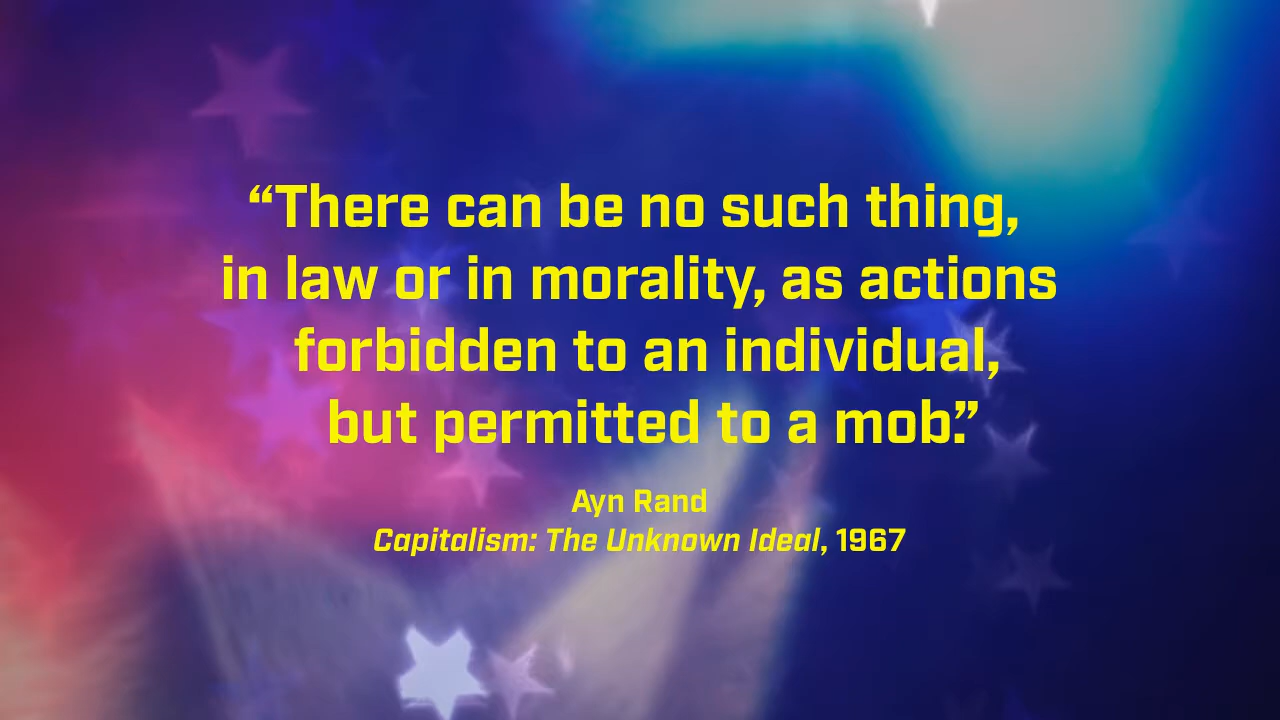 “There can be no such thing,
in law or in morality, as actions
forbidden to an individual,
but permitted to a mob.”
Ayn Rand
Capitalism: The Unknown Ideal, 1967